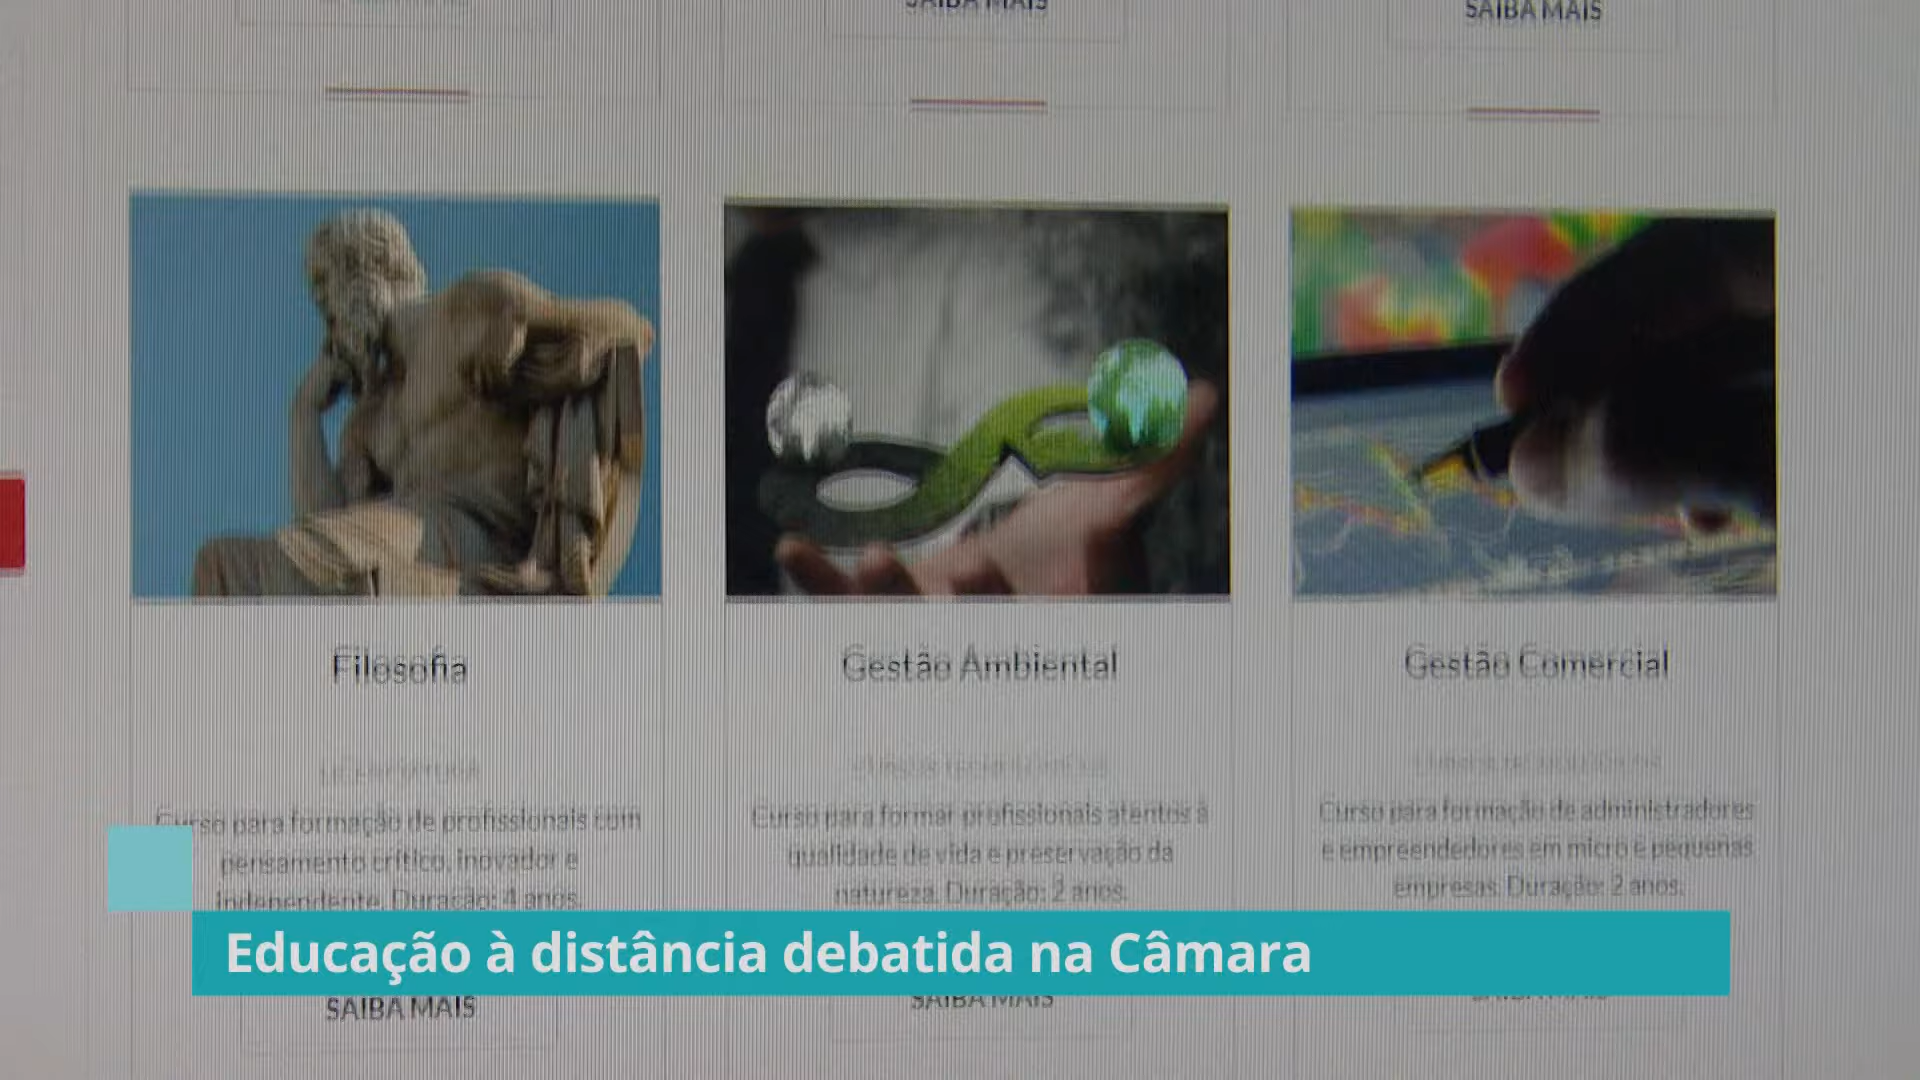 SAIBA MAIS
SAIBA MAIS
Filosofia
Gestão Ambiental
Gestão Comercial
Curso para formação de profissionais com
pensamento crítico, inovador e
independente. Duração: 4 anos.
Curso para formar profissionais atentos à
qualidade de vida e preservação da
natureza. Duração: 2 anos.
Curso para formação de administradores
e empreendedores em micro e pequenas
empresas. Duração: 2 anos.
Educação à distância debatida na Câmara
SAIBA MAIS
SAIBA MAIS